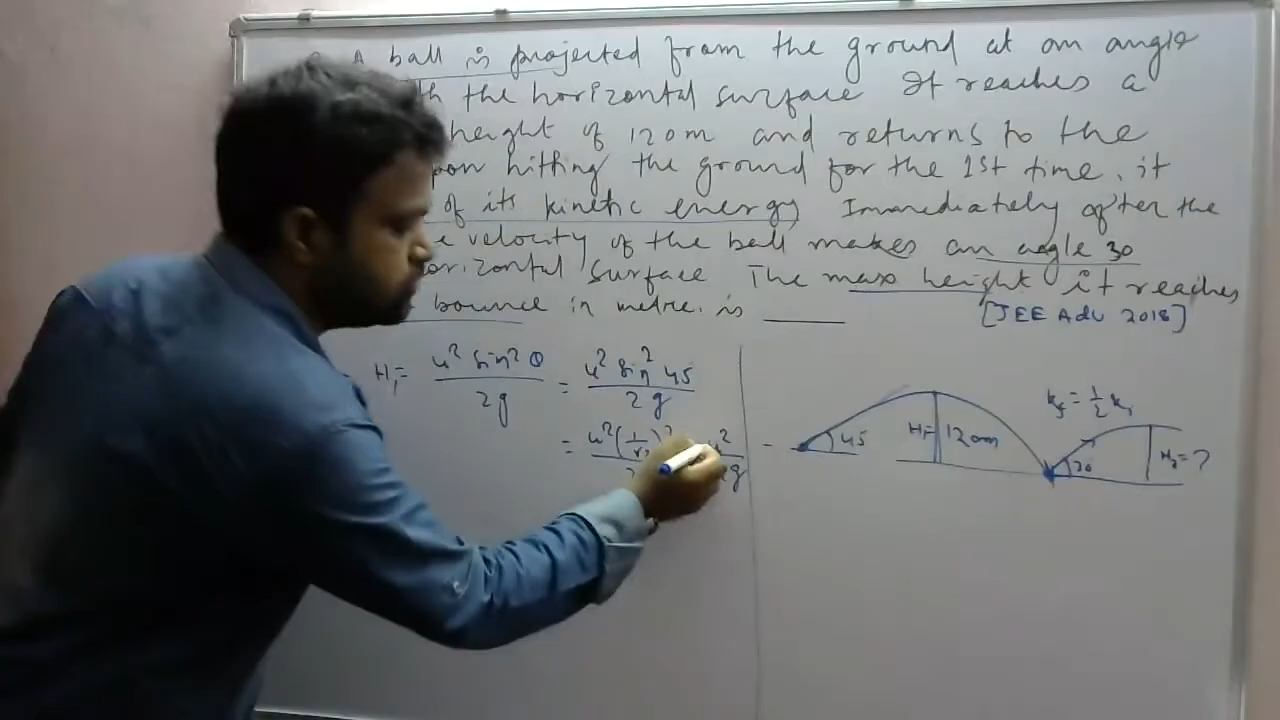 A ball is projected from the ground at an angle
the horizontal surface It reaches a
height of 120m and returns to the
hitting the ground for the 1st time, it
of its kinetic energy, Immediately after the
velocity of the ball makes an angle 30
surface The max height it reaches
bounce in metre. is ______
[JEE Adv 2018]
H₁= u² sin² θ / 2g = u² sin² 45 / 2g
45 H₁= 120m
kf = 1/2 ki
30 H₂=?